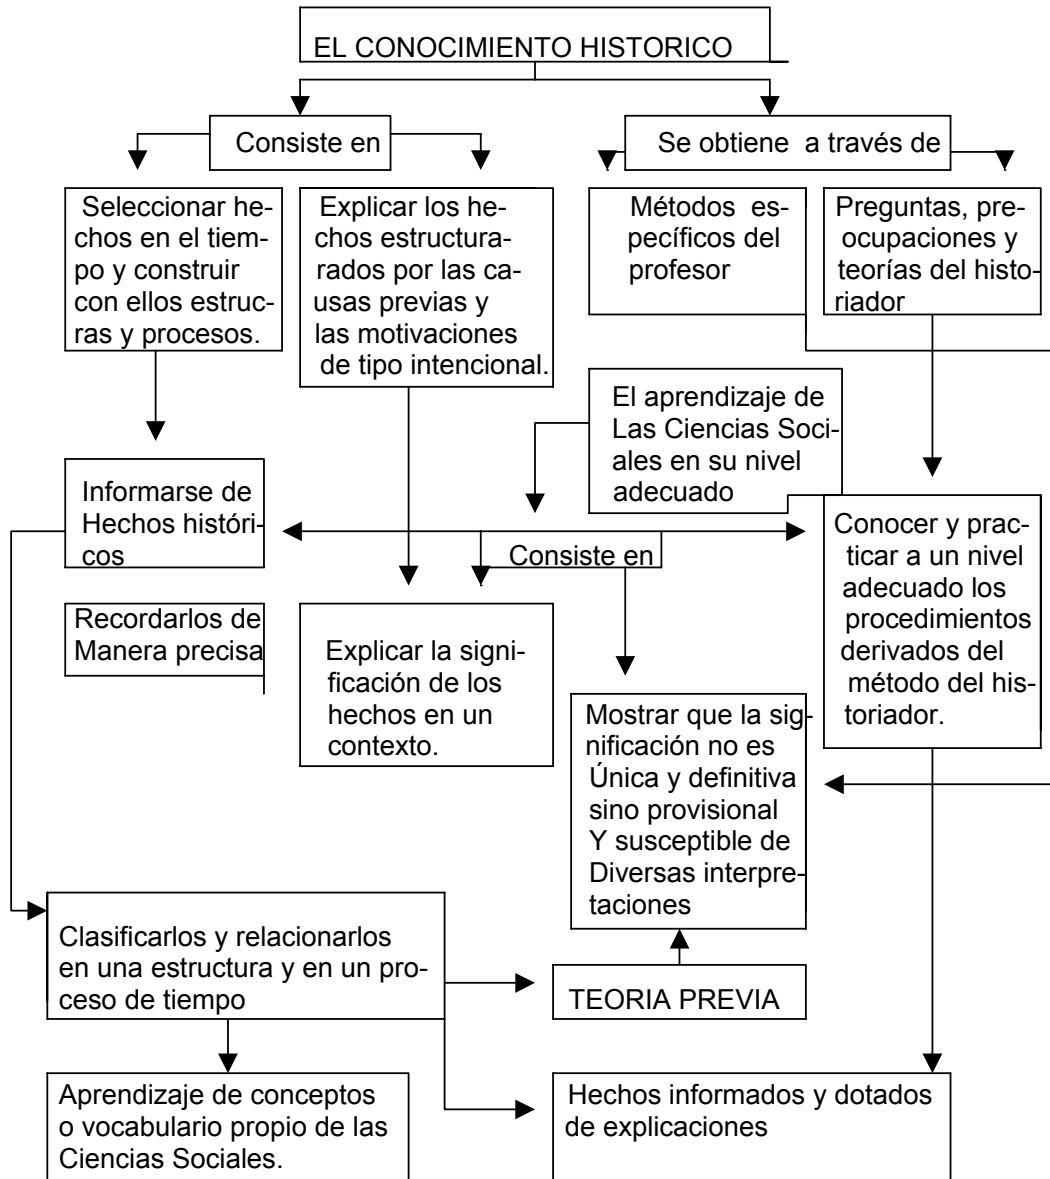 EL CONOCIMIENTO HISTORICO
Consiste en
Se obtiene a través de
Seleccionar he-
chos en el tiem-
po y construir
con ellos estruc-
ras y procesos.
Explicar los he-
chos estructura-
rados por las ca-
usas previas y
las motivaciones
de tipo intencional.
Métodos es-
pecíficos del
profesor
Preguntas, pre-
ocupaciones y
teorías del histo-
riador
El aprendizaje de
Las Ciencias Soci-
ales en su nivel
adecuado
Informarse de
Hechos históri-
cos
Consiste en
Conocer y prac-
ticar a un nivel
adecuado los
procedimientos
derivados del
método del his-
toriador.
Recordarlos de
Manera precisa
Explicar la signi-
ficación de los
hechos en un
contexto.
Mostrar que la sig-
nificación no es
Única y definitiva
sino provisional
Y susceptible de
Diversas interpre-
taciones
Clasificarlos y relacionarlos
en una estructura y en un pro-
ceso de tiempo
TEORIA PREVIA
Aprendizaje de conceptos
o vocabulario propio de las
Ciencias Sociales.
Hechos informados y dotados
de explicaciones